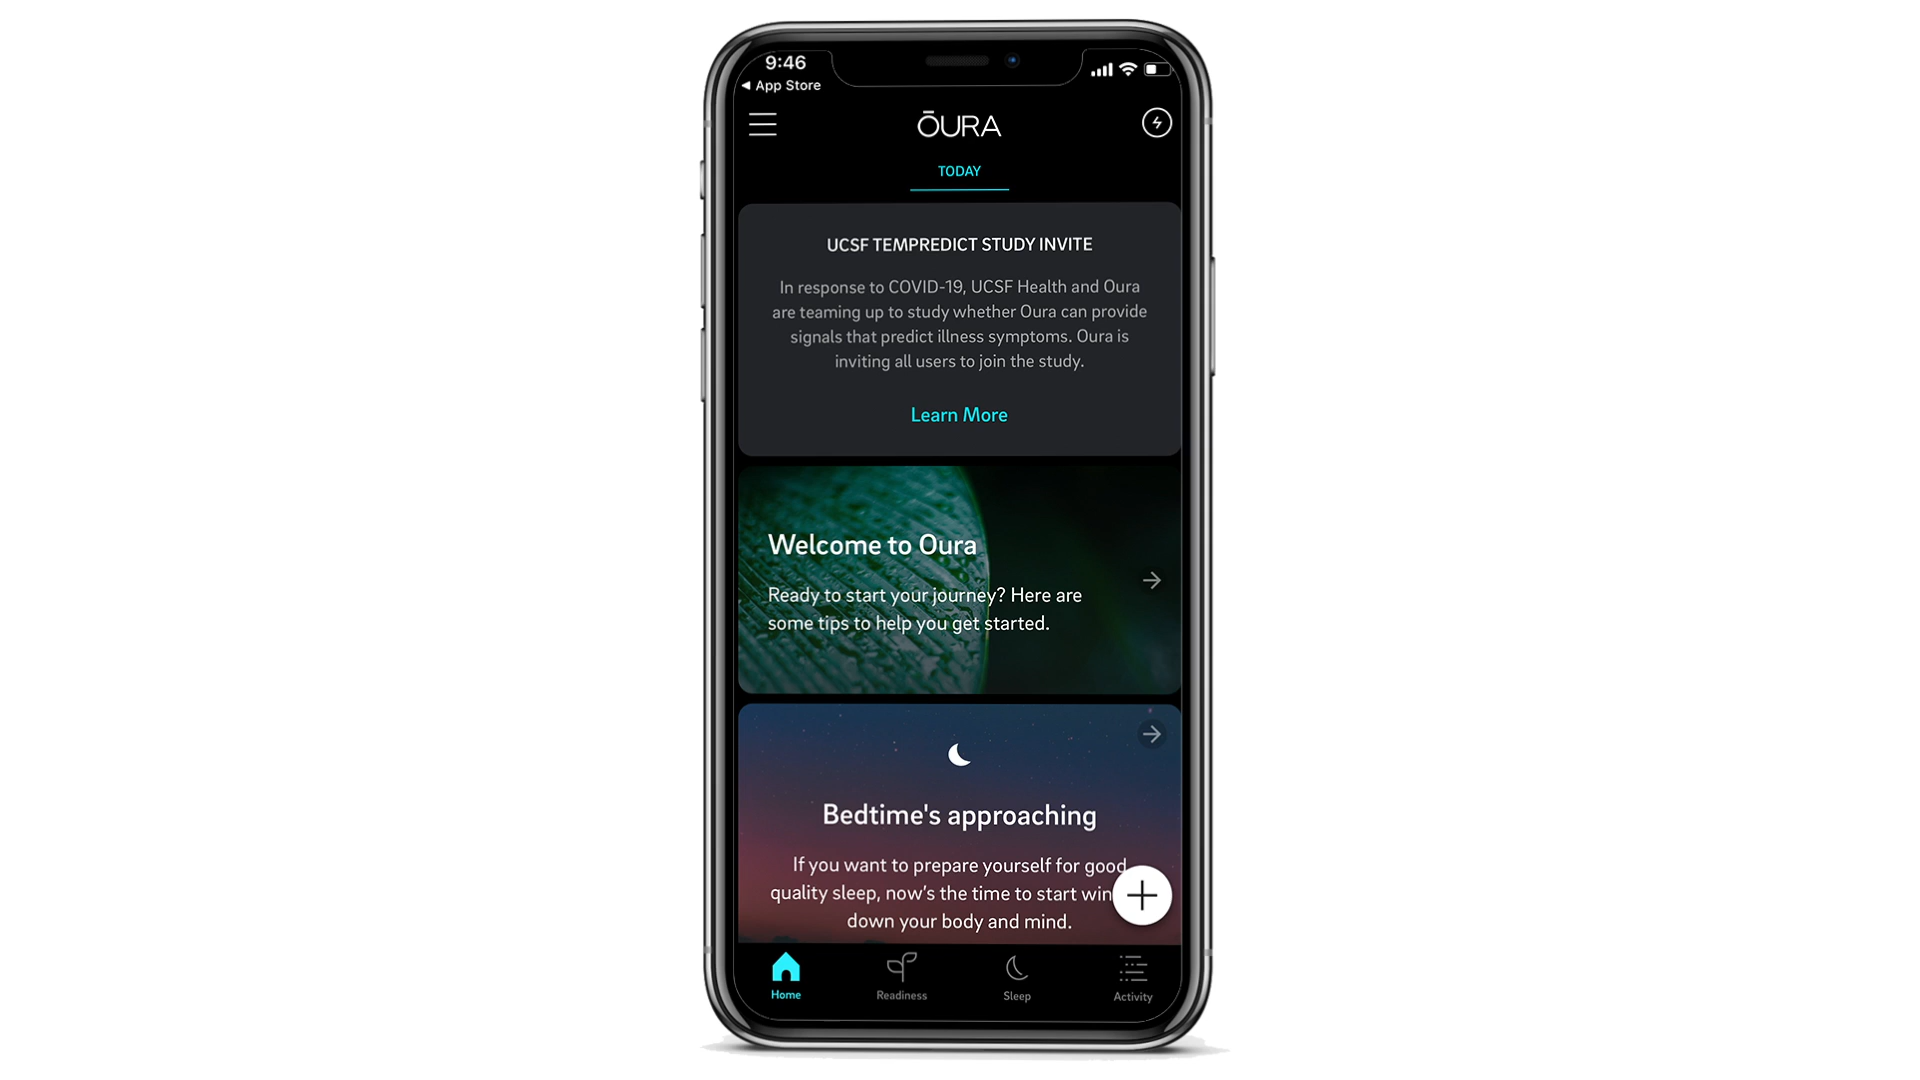 9:46
◀ App Store
ŌURA
TODAY
UCSF TEMPREDICT STUDY INVITE
In response to COVID-19, UCSF Health and Oura
are teaming up to study whether Oura can provide
signals that predict illness symptoms. Oura is
inviting all users to join the study.
Learn More
Welcome to Oura
Ready to start your journey? Here are
some tips to help you get started.
Bedtime's approaching
If you want to prepare yourself for good
quality sleep, now's the time to start win
down your body and mind.
Home
Readiness
Sleep
Activity